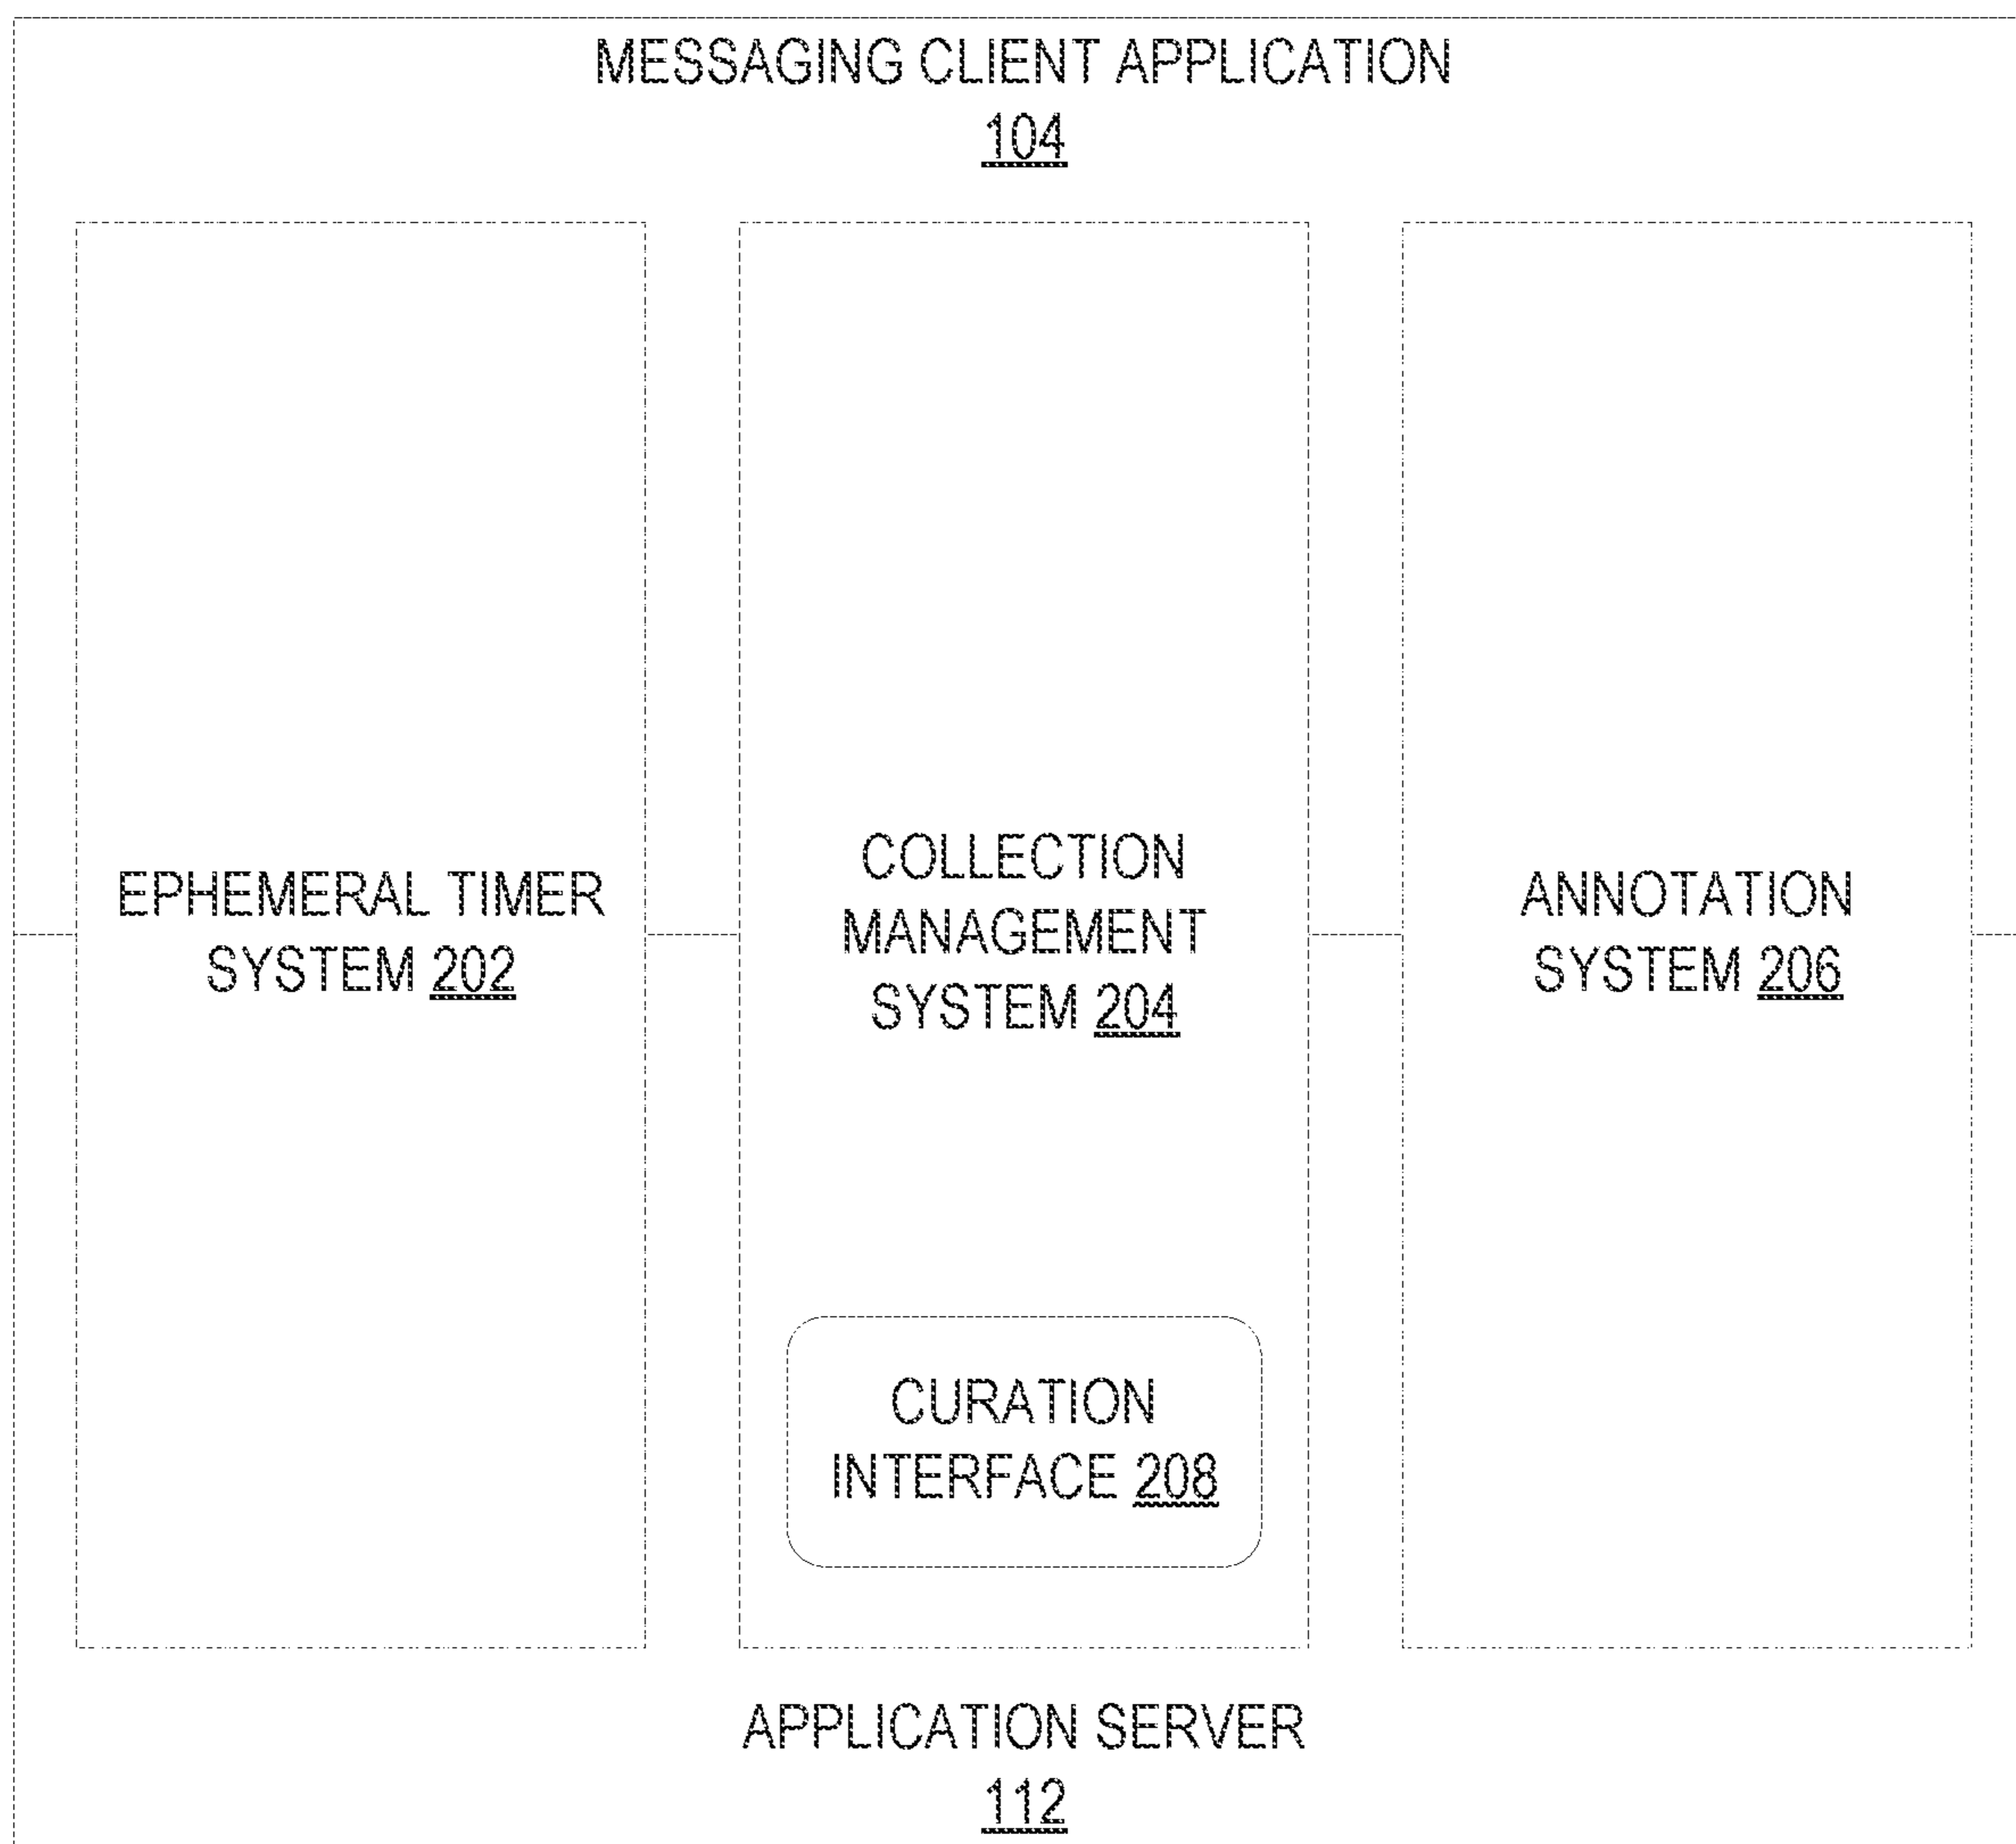 MESSAGING CLIENT APPLICATION
104
EPHEMERAL TIMER
SYSTEM 202
COLLECTION
MANAGEMENT
SYSTEM 204
CURATION
INTERFACE 208
ANNOTATION
SYSTEM 206
APPLICATION SERVER
112